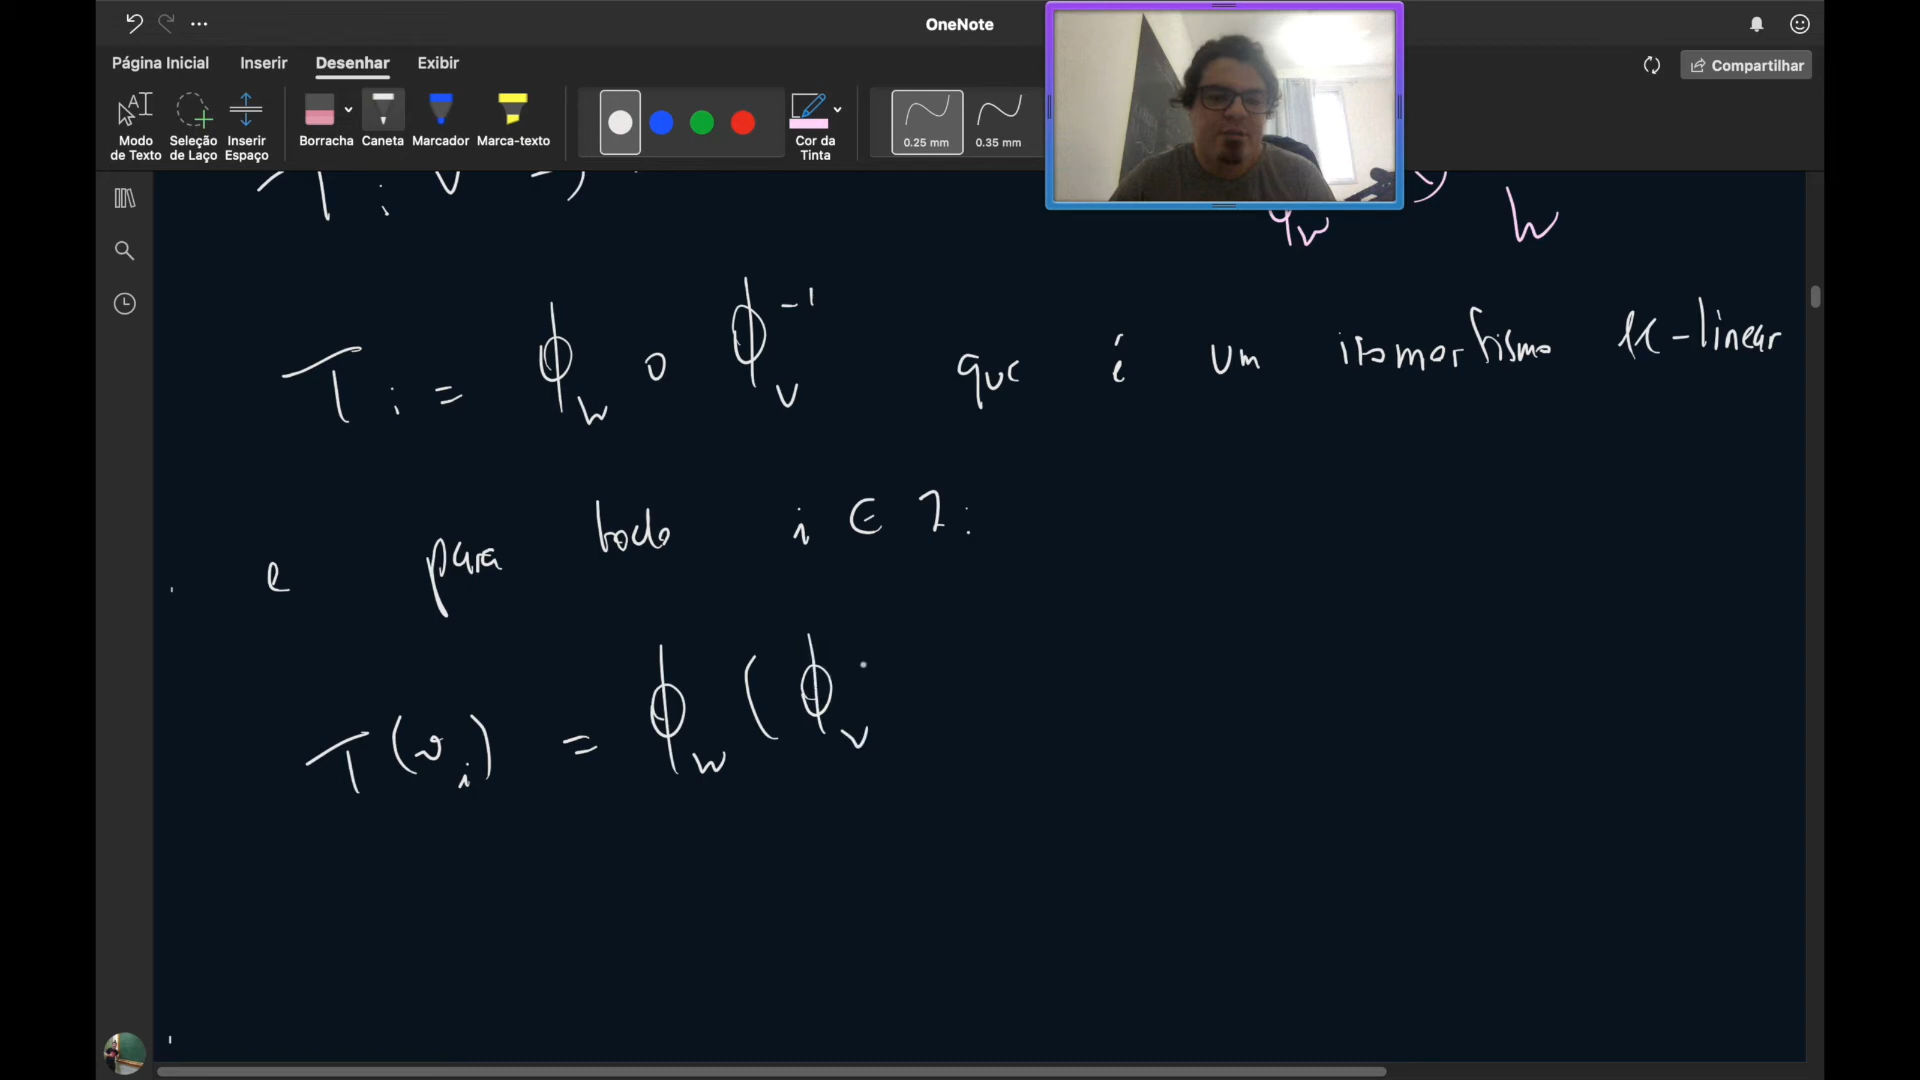 OneNote
Página Inicial Inserir Desenhar Exibir
Compartilhar
Modo de Texto
Seleção de Laço
Inserir Espaço
Borracha Caneta Marcador Marca-texto
Cor da Tinta
0.25 mm 0.35 mm
T : V →
φ_W
W
T : = φ_W ∘ φ_V⁻¹ que é um isomorfismo K-linear
e para todo i ∈ I :
T(v_i) = φ_W ( φ_V